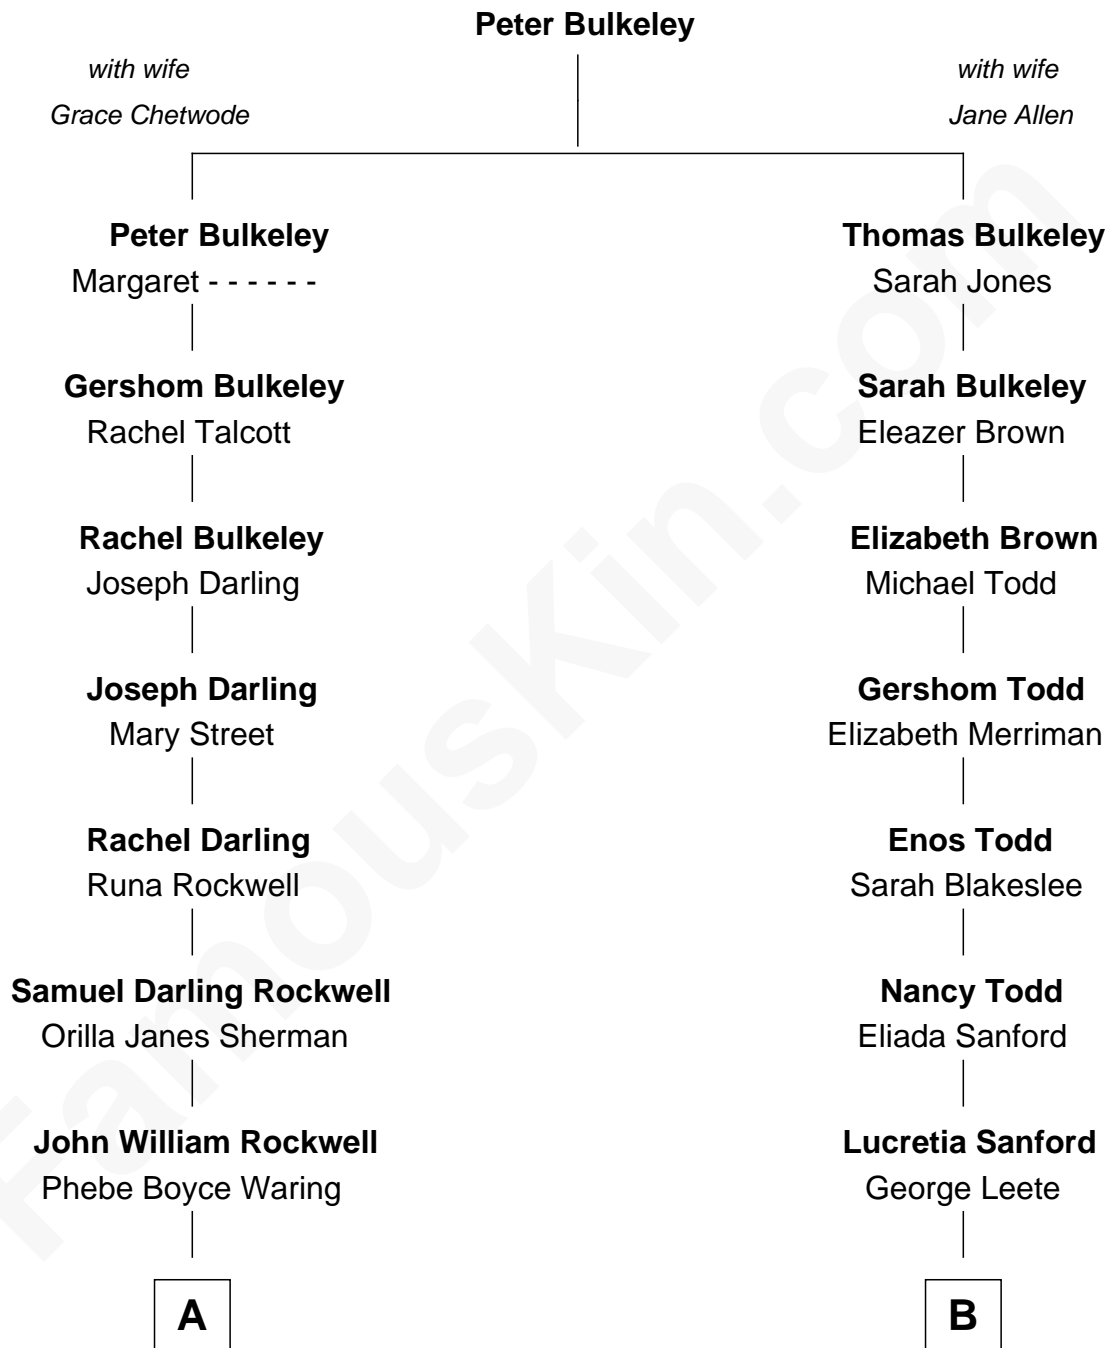 Peter Bulkeley
with wife
Grace Chetwode
with wife
Jane Allen
Peter Bulkeley
Margaret - - - - - -
Thomas Bulkeley
Sarah Jones
Gershom Bulkeley
Rachel Talcott
Sarah Bulkeley
Eleazer Brown
Rachel Bulkeley
Joseph Darling
Elizabeth Brown
Michael Todd
Joseph Darling
Mary Street
Gershom Todd
Elizabeth Merriman
Rachel Darling
Runa Rockwell
Enos Todd
Sarah Blakeslee
Samuel Darling Rockwell
Orilla Janes Sherman
Nancy Todd
Eliada Sanford
John William Rockwell
Phebe Boyce Waring
Lucretia Sanford
George Leete
A
B
FamousKin.com